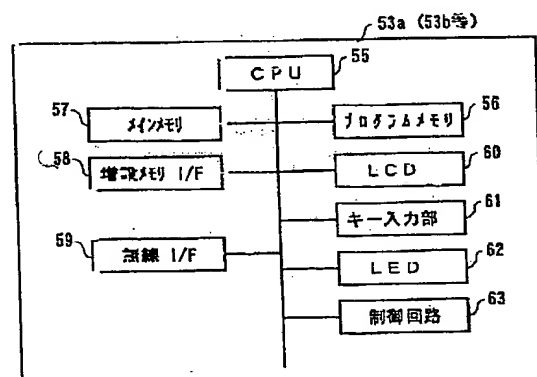 53a (53b等)
55
CPU
57
メインメモリ
56
プログラムメモリ
58
増設メモリ I/F
60
LCD
61
キー入力部
59
無線 I/F
62
LED
63
制御回路